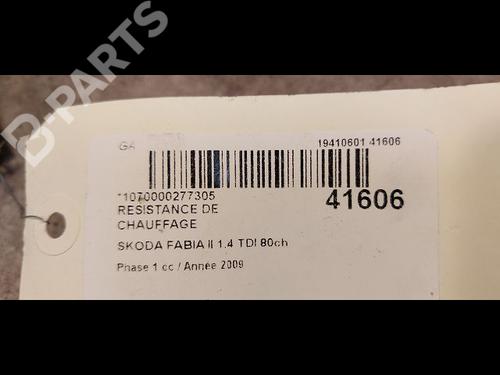 B-PARTS
GA
19410601 41606
*1070000277305
41606
RESISTANCE DE
CHAUFFAGE
SKODA FABIA II 1.4 TDI 80ch
Phase 1 cc / Année 2009